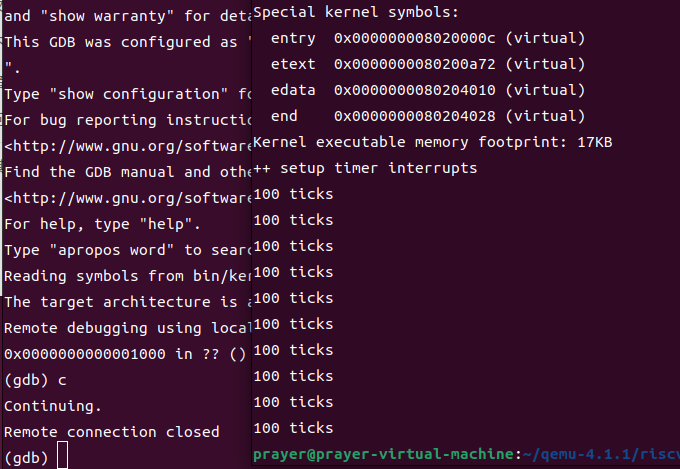 and "show warranty" for deta
This GDB was configured as "
".
Type "show configuration" fo
For bug reporting instructio
<http://www.gnu.org/software
Find the GDB manual and othe
<http://www.gnu.org/software
For help, type "help".
Type "apropos word" to searc
Reading symbols from bin/ker
The target architecture is a
Remote debugging using local
0x0000000000001000 in ?? ()
(gdb) c
Continuing.
Remote connection closed
(gdb)
Special kernel symbols:
entry 0x000000008020000c (virtual)
etext 0x0000000080200a72 (virtual)
edata 0x0000000080204010 (virtual)
end 0x0000000080204028 (virtual)
Kernel executable memory footprint: 17KB
++ setup timer interrupts
100 ticks
100 ticks
100 ticks
100 ticks
100 ticks
100 ticks
100 ticks
100 ticks
100 ticks
100 ticks
prayer@prayer-virtual-machine:~/qemu-4.1.1/riscv